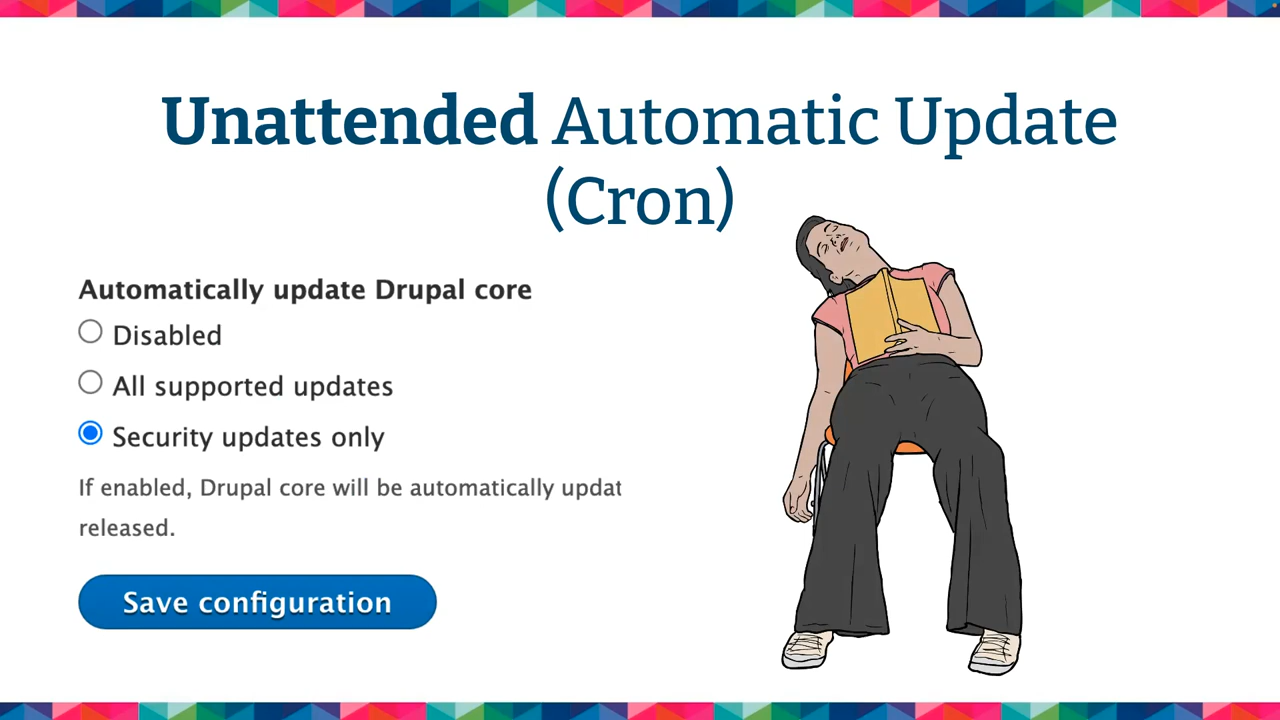 Unattended Automatic Update
(Cron)
Automatically update Drupal core
Disabled
All supported updates
Security updates only
If enabled, Drupal core will be automatically updat
released.
Save configuration